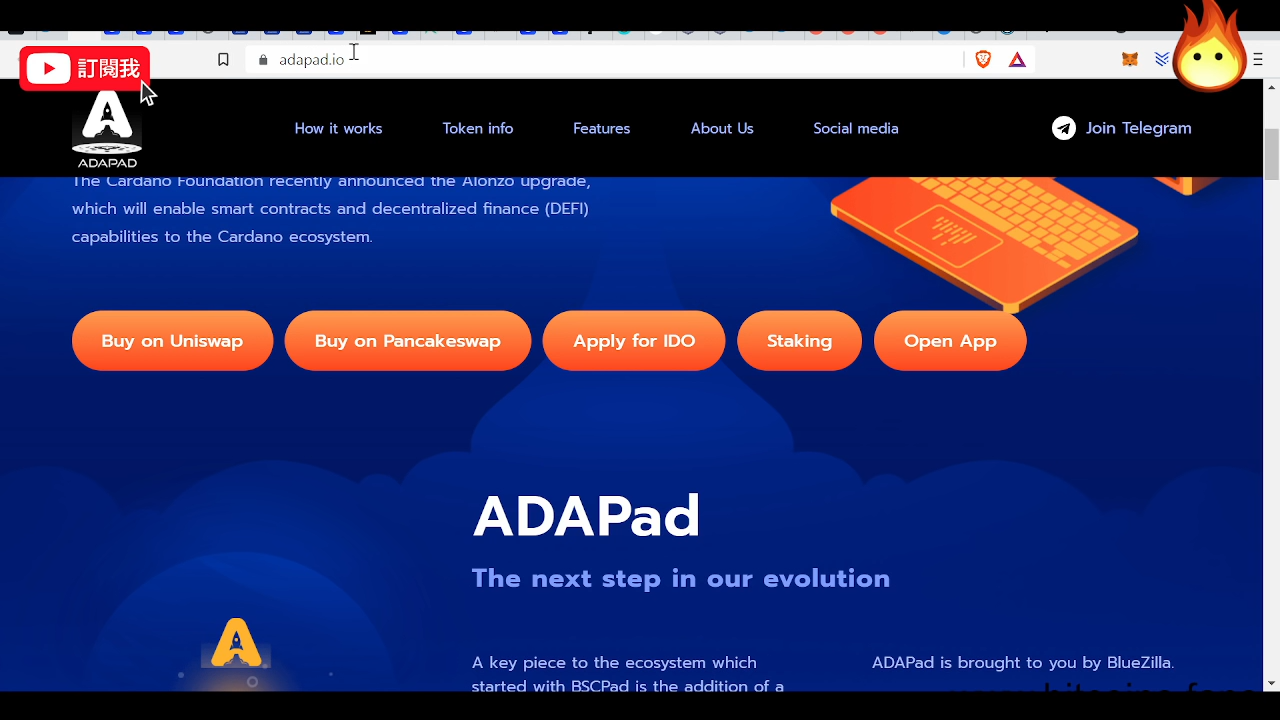 adapad.io
訂閱我
ADAPAD
How it works
Token info
Features
About Us
Social media
Join Telegram
The Cardano Foundation recently announced the Alonzo upgrade,
which will enable smart contracts and decentralized finance (DEFI)
capabilities to the Cardano ecosystem.
Buy on Uniswap
Buy on Pancakeswap
Apply for IDO
Staking
Open App
ADAPad
The next step in our evolution
A key piece to the ecosystem which
started with BSCPad is the addition of a
ADAPad is brought to you by BlueZilla.